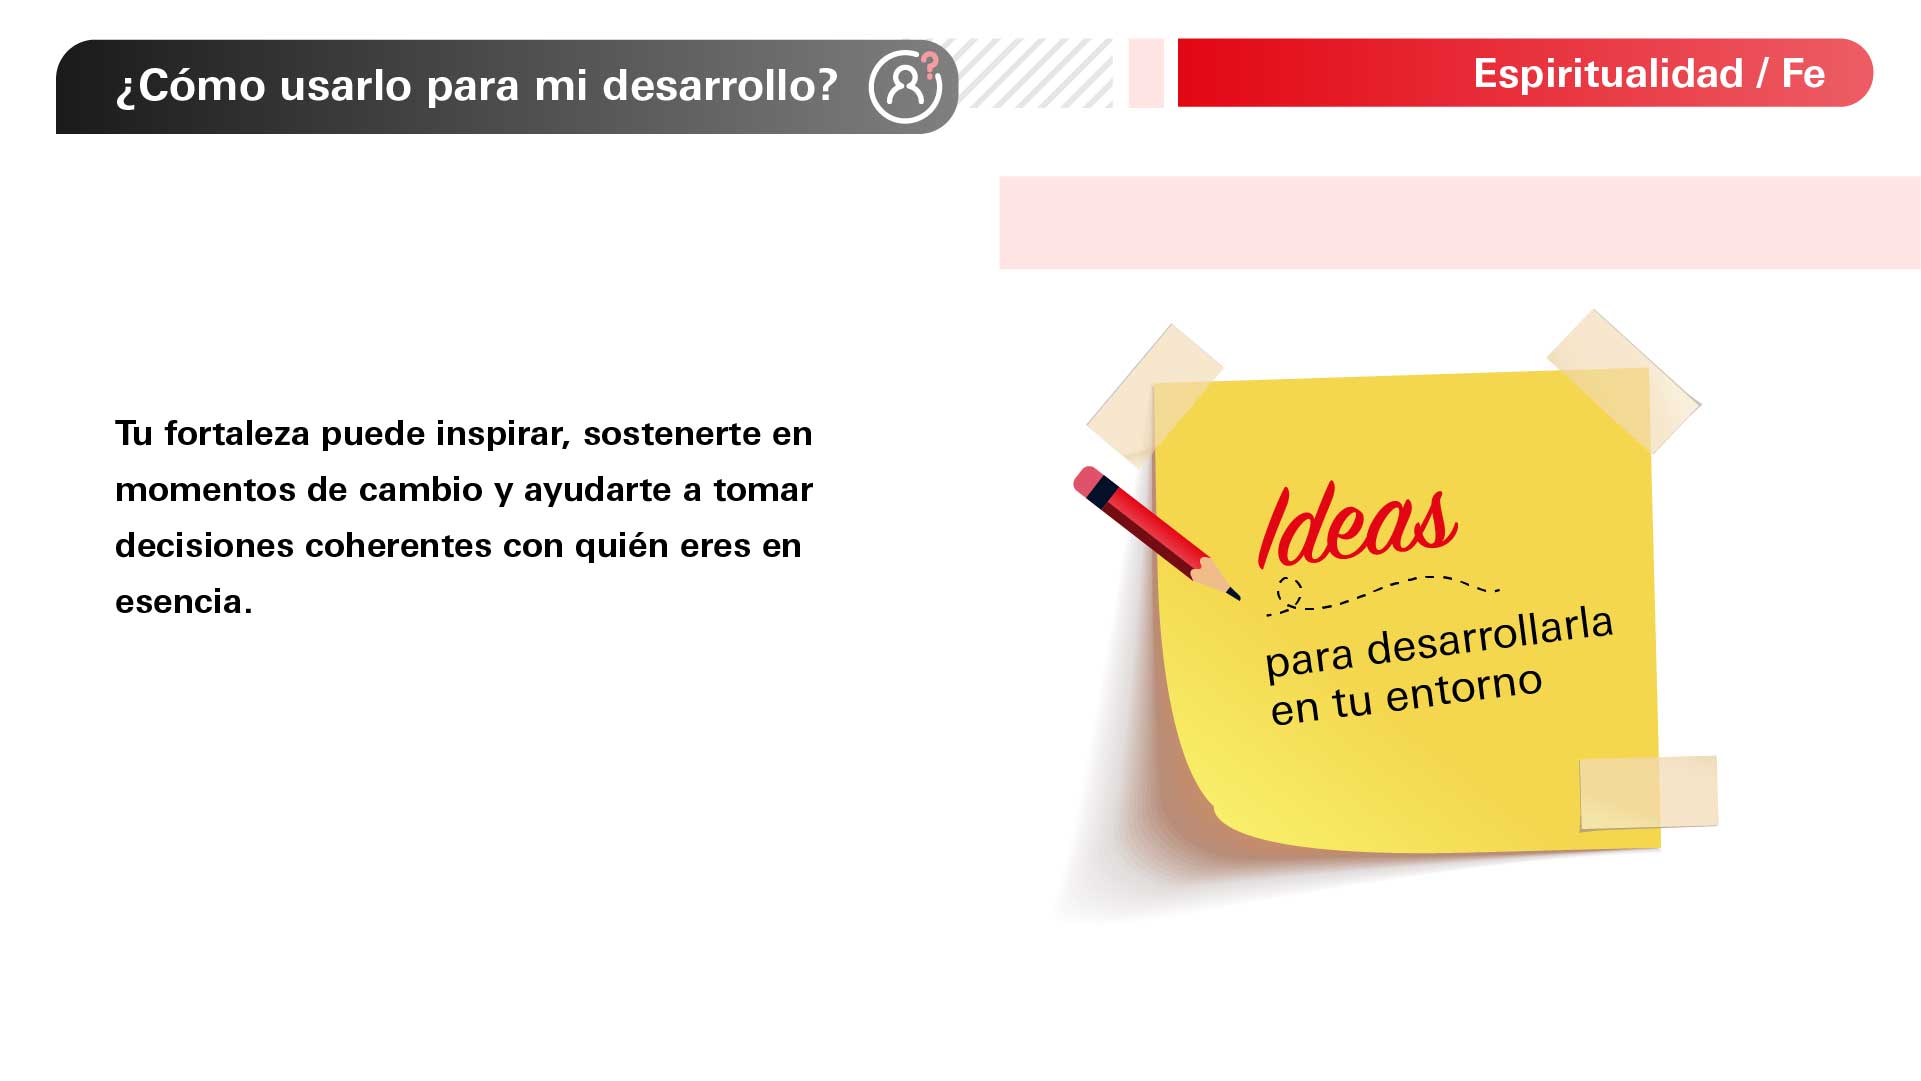 ¿Cómo usarlo para mi desarrollo?
Espiritualidad / Fe
Tu fortaleza puede inspirar, sostenerte en
momentos de cambio y ayudarte a tomar
decisiones coherentes con quién eres en
esencia.
Ideas
para desarrollarla
en tu entorno